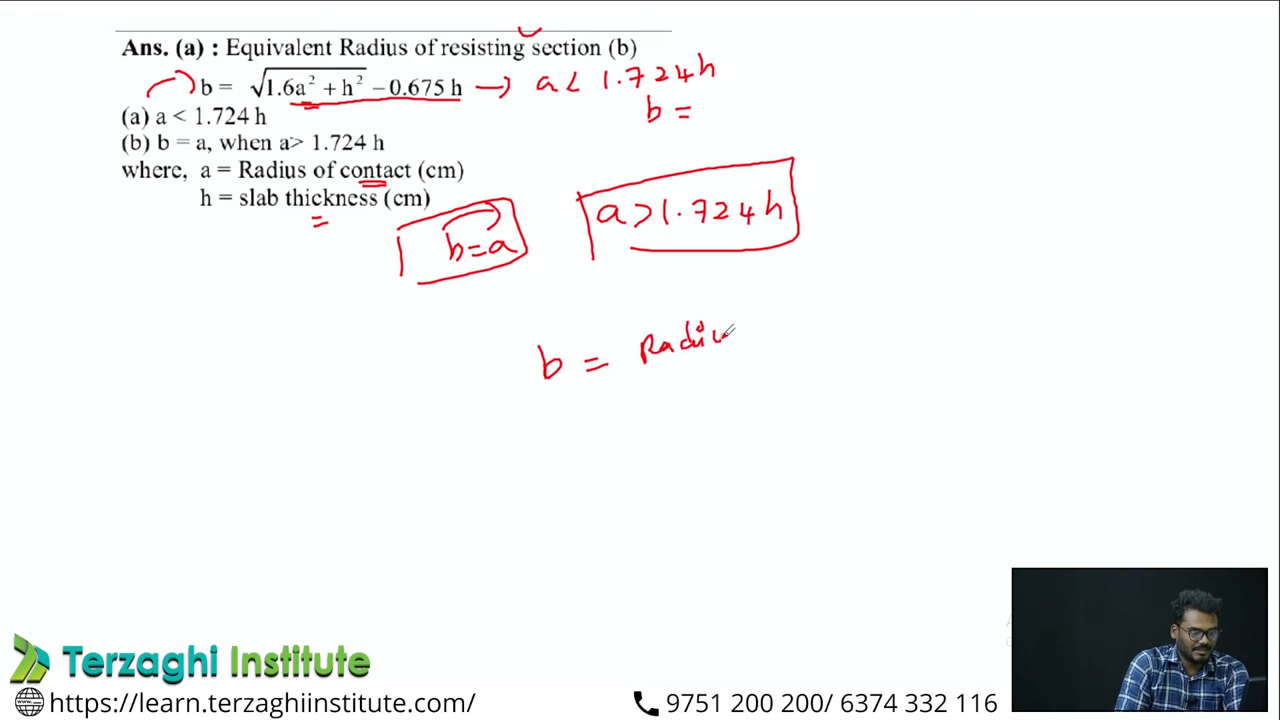 Ans. (a) : Equivalent Radius of resisting section (b)
b = √1.6a² + h² − 0.675 h → a < 1.724h
b =
(a) a < 1.724 h
(b) b = a, when a> 1.724 h
where, a = Radius of contact (cm)
h = slab thickness (cm)
b = a
a > 1.724h
b = Radiu
Terzaghi Institute
https://learn.terzaghiinstitute.com/
9751 200 200/ 6374 332 116